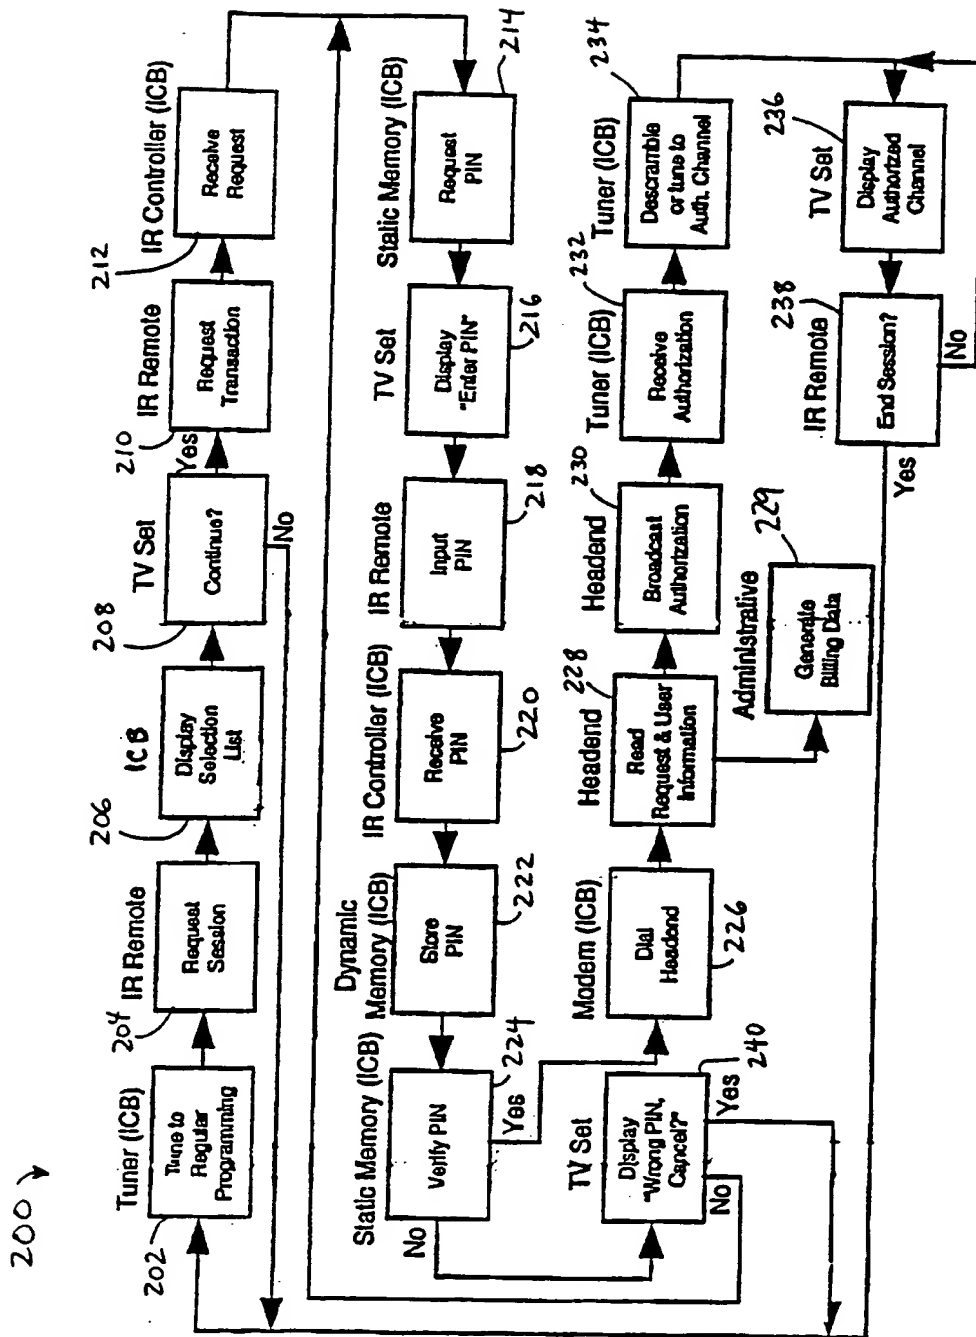 200
Tuner (ICB)
202
Tune to
Regular
Programming
IR Remote
204
Request
Session
ICB
206
Display
Selection
List
TV Set
208
Continue?
Yes
No
IR Remote
210
Request
Transaction
IR Controller (ICB)
212
Receive
Request
Static Memory (ICB)
214
Request
PIN
TV Set
216
Display
"Enter PIN"
IR Remote
218
Input
PIN
IR Controller (ICB)
220
Receive
PIN
Dynamic
Memory (ICB)
222
Store
PIN
Static Memory (ICB)
224
Verify PIN
Yes
No
TV Set
240
Display
"Wrong PIN,
Cancel?"
Yes
No
Modem (ICB)
226
Dial
Headend
Headend
228
Read
Request & User
Information
Administrative
229
Generate
Billing Data
Headend
230
Broadcast
Authorization
Tuner (ICB)
232
Receive
Authorization
Tuner (ICB)
234
Descramble
or tune to
Auth. Channel
TV Set
236
Display
Authorized
Channel
IR Remote
238
End Session?
No
Yes